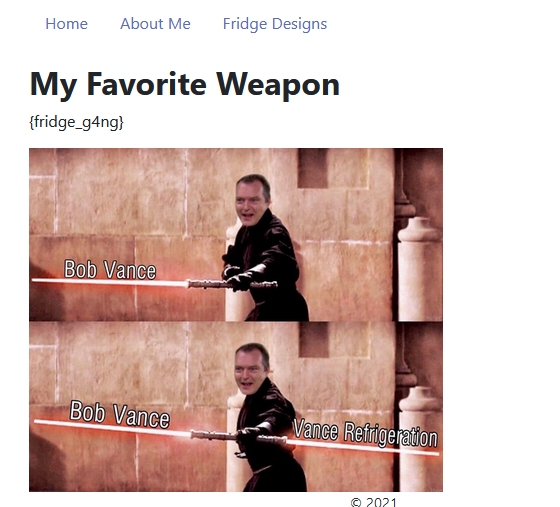 Home About Me Fridge Designs
My Favorite Weapon
{fridge_g4ng}
Bob Vance
Bob Vance Vance Refrigeration
© 2021